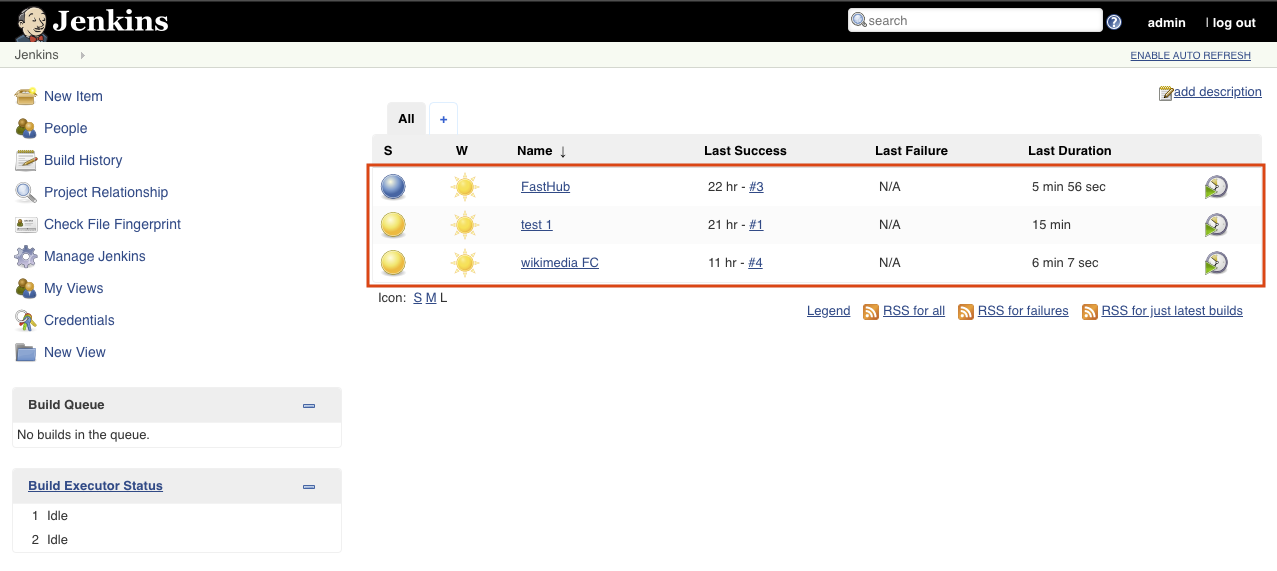 Jenkins
search
admin
| log out
Jenkins
ENABLE AUTO REFRESH
New Item
People
Build History
Project Relationship
Check File Fingerprint
Manage Jenkins
My Views
Credentials
New View
Build Queue
No builds in the queue.
Build Executor Status
1 Idle
2 Idle
add description
All +
S W Name ↓ Last Success Last Failure Last Duration
FastHub 22 hr - #3 N/A 5 min 56 sec
test 1 21 hr - #1 N/A 15 min
wikimedia FC 11 hr - #4 N/A 6 min 7 sec
Icon: S M L
Legend RSS for all RSS for failures RSS for just latest builds